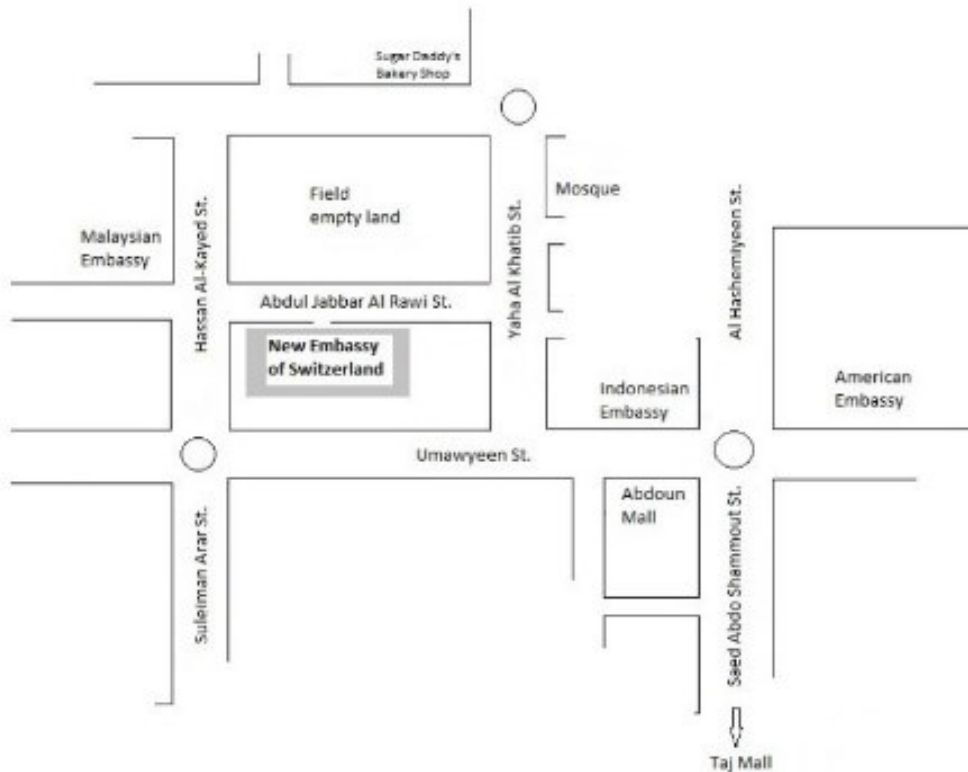 Sugar Daddy's
Bakery Shop
Field
empty land
Mosque
Malaysian
Embassy
Hassan Al-Kayed St.
Yaha Al Khatib St.
Al Hashemiyeen St.
Abdul Jabbar Al Rawi St.
New Embassy
of Switzerland
Indonesian
Embassy
American
Embassy
Umawyeen St.
Abdoun
Mall
Suleiman Arar St.
Saed Abdo Shammout St.
Taj Mall